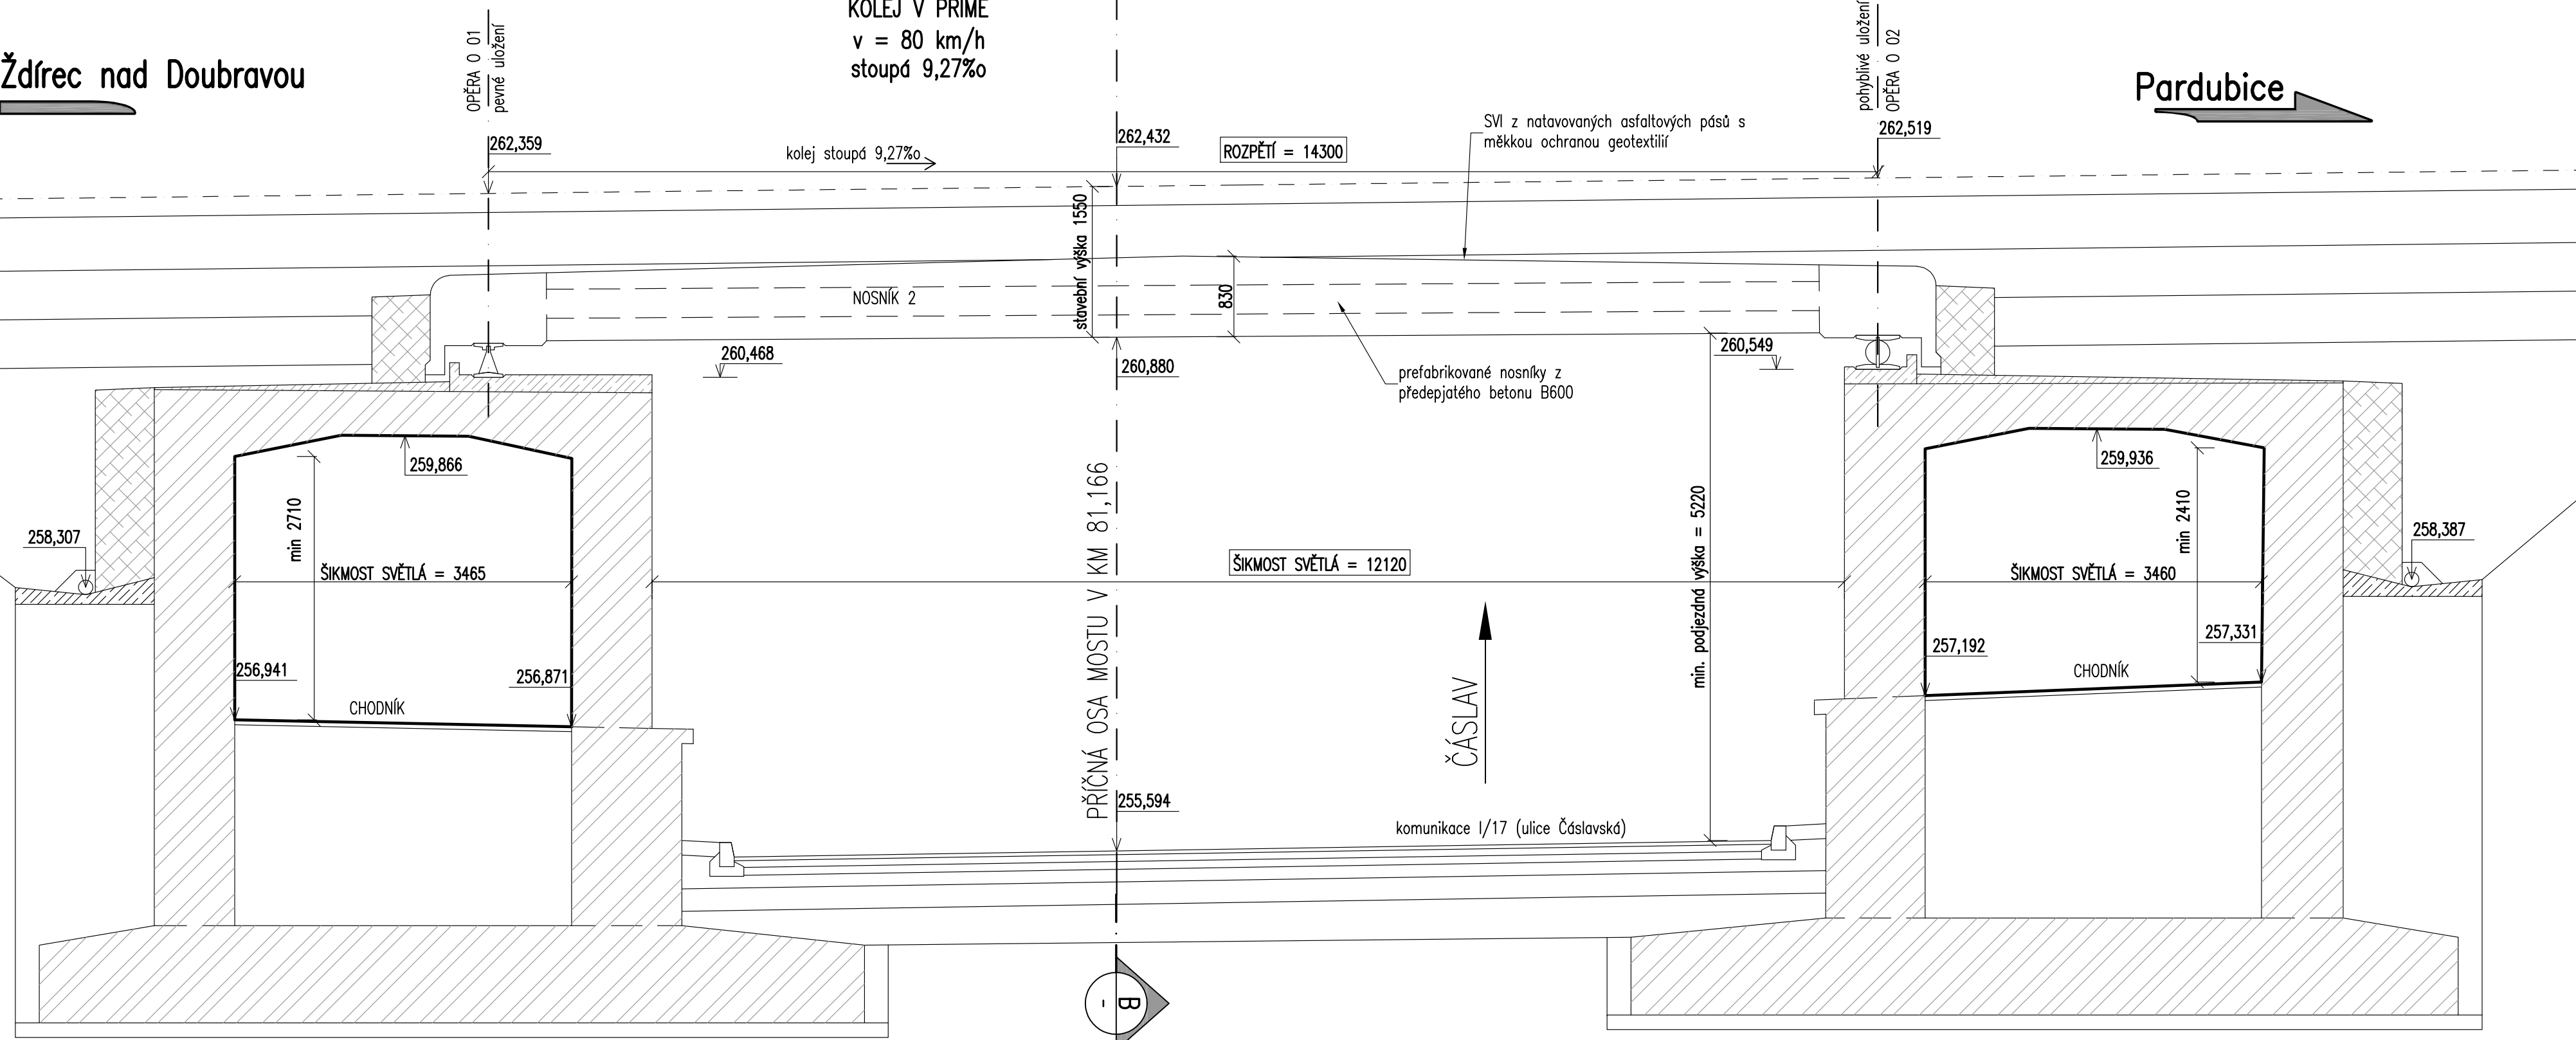 KOLEJ V PŘÍMÉ
v = 80 km/h
stoupá 9,27‰
Ždírec nad Doubravou
OPĚRA O 01
pevné uložení
pohyblivé uložení
OPĚRA O 02
Pardubice
262,359
kolej stoupá 9,27‰
262,432
ROZPĚTÍ = 14300
SVI z natavovaných asfaltových pásů s
měkkou ochranou geotextilií
262,519
stavební výška 1550
NOSNÍK 2
830
260,468
260,880
prefabrikované nosníky z
předepjatého betonu B600
260,549
259,866
min 2710
258,307
ŠIKMOST SVĚTLÁ = 3465
256,941
256,871
CHODNÍK
PŘÍČNÁ OSA MOSTU V KM 81,166
ŠIKMOST SVĚTLÁ = 12120
min. podjezdná výška = 5220
ČÁSLAV
259,936
min 2410
258,387
ŠIKMOST SVĚTLÁ = 3460
257,192
257,331
CHODNÍK
255,594
komunikace I/17 (ulice Čáslavská)
B
-